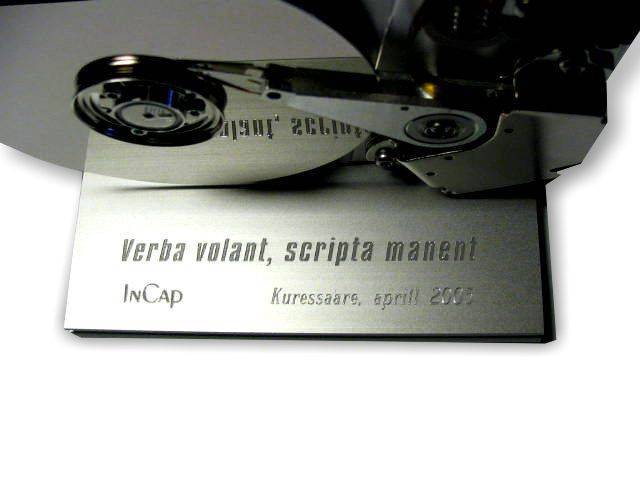 Verba volant, scripta manent
INCAP
Kuressaare, aprill